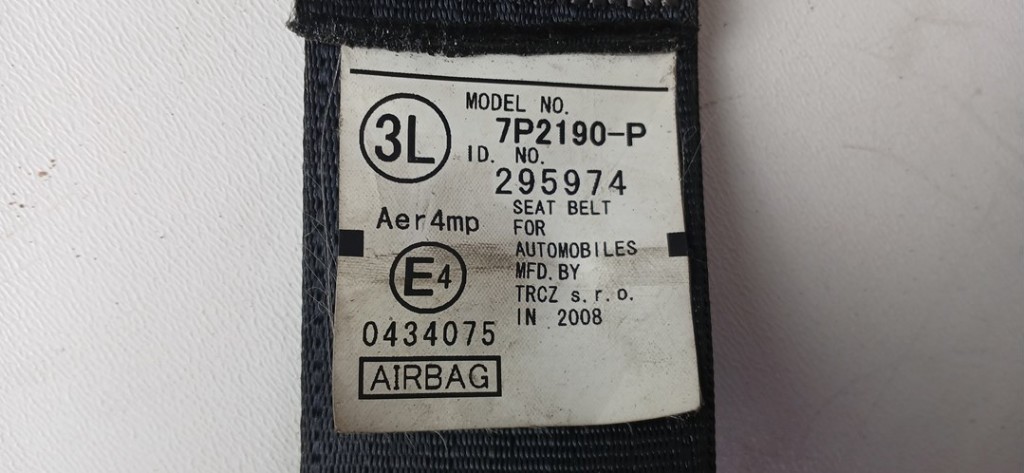 3L
MODEL NO.
7P2190-P
ID. NO.
295974
Aer4mp
E4
0434075
AIRBAG
SEAT BELT
FOR
AUTOMOBILES
MFD. BY
TRCZ s. r. o.
IN 2008